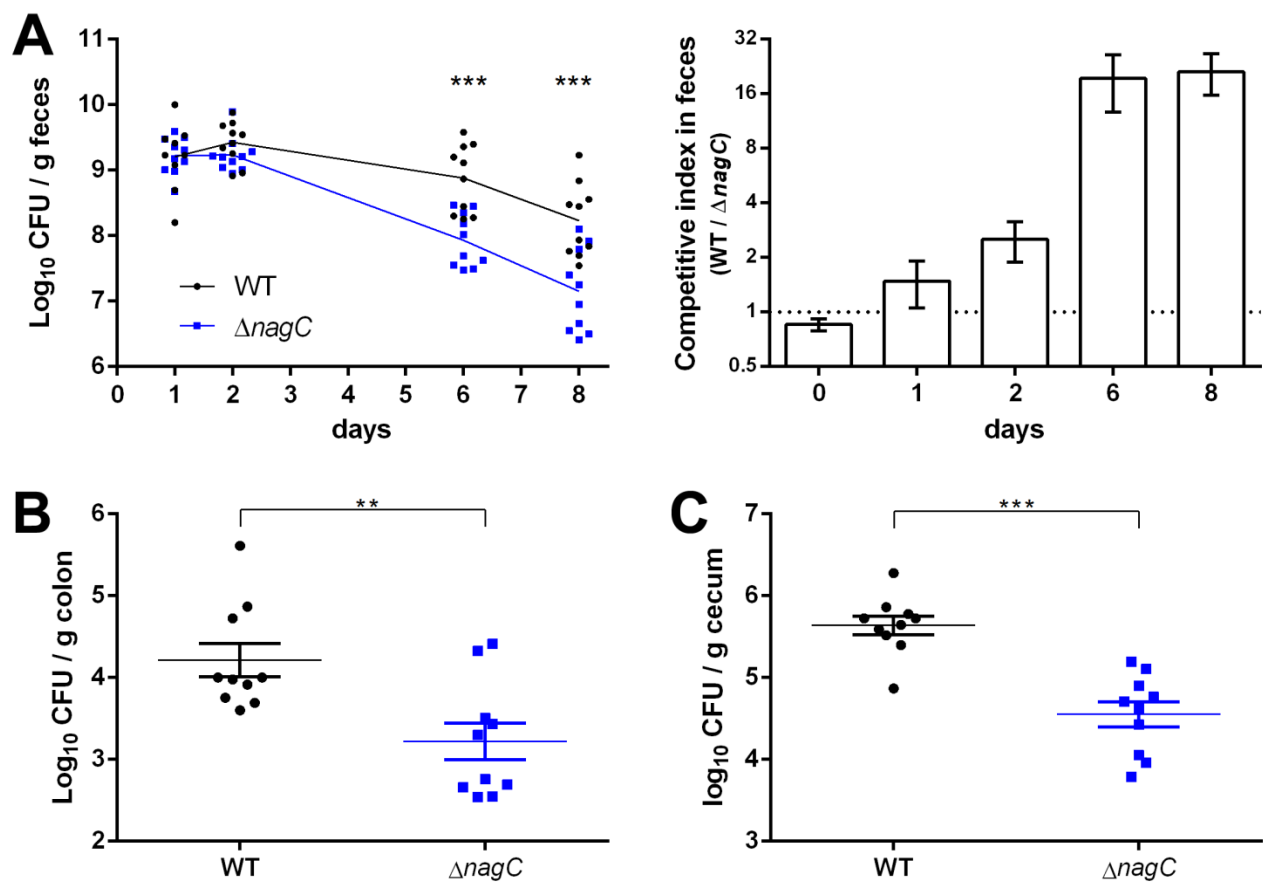 A
Log10 CFU / g feces
11
10
9
8
7
6
*** ***
WT
ΔnagC
0 1 2 3 4 5 6 7 8
days
Competitive index in feces
(WT / ΔnagC)
32
16
8
4
2
1
0.5
0 1 2 6 8
days
B
Log10 CFU / g colon
6
5
4
3
2
**
WT ΔnagC
C
log10 CFU / g cecum
7
6
5
4
3
***
WT ΔnagC